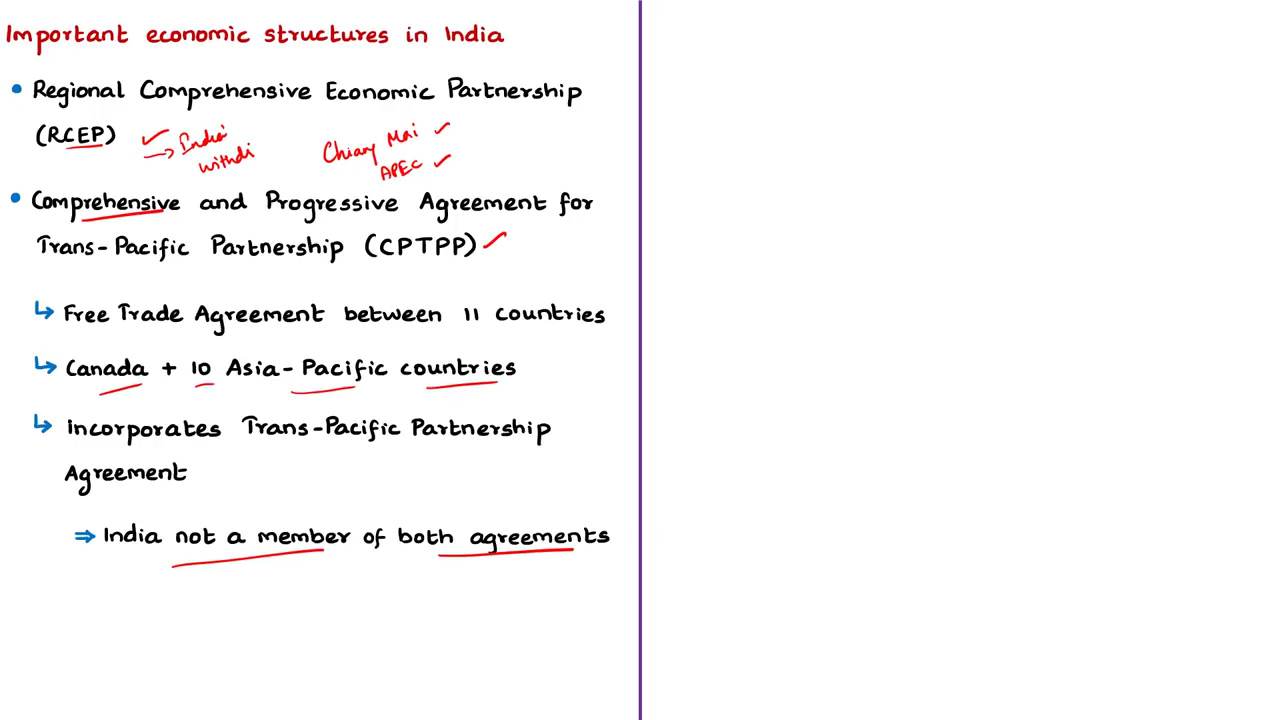 Important economic structures in India
• Regional Comprehensive Economic Partnership
(RCEP) ✓
→ India
Chiang Mai ✓
APEC ✓
• Comprehensive and Progressive Agreement for
Trans-Pacific Partnership (CPTPP) ✓
↳ Free Trade Agreement between 11 countries
↳ Canada + 10 Asia-Pacific countries
↳ Incorporates Trans-Pacific Partnership
Agreement
⇒ India not a member of both agreements